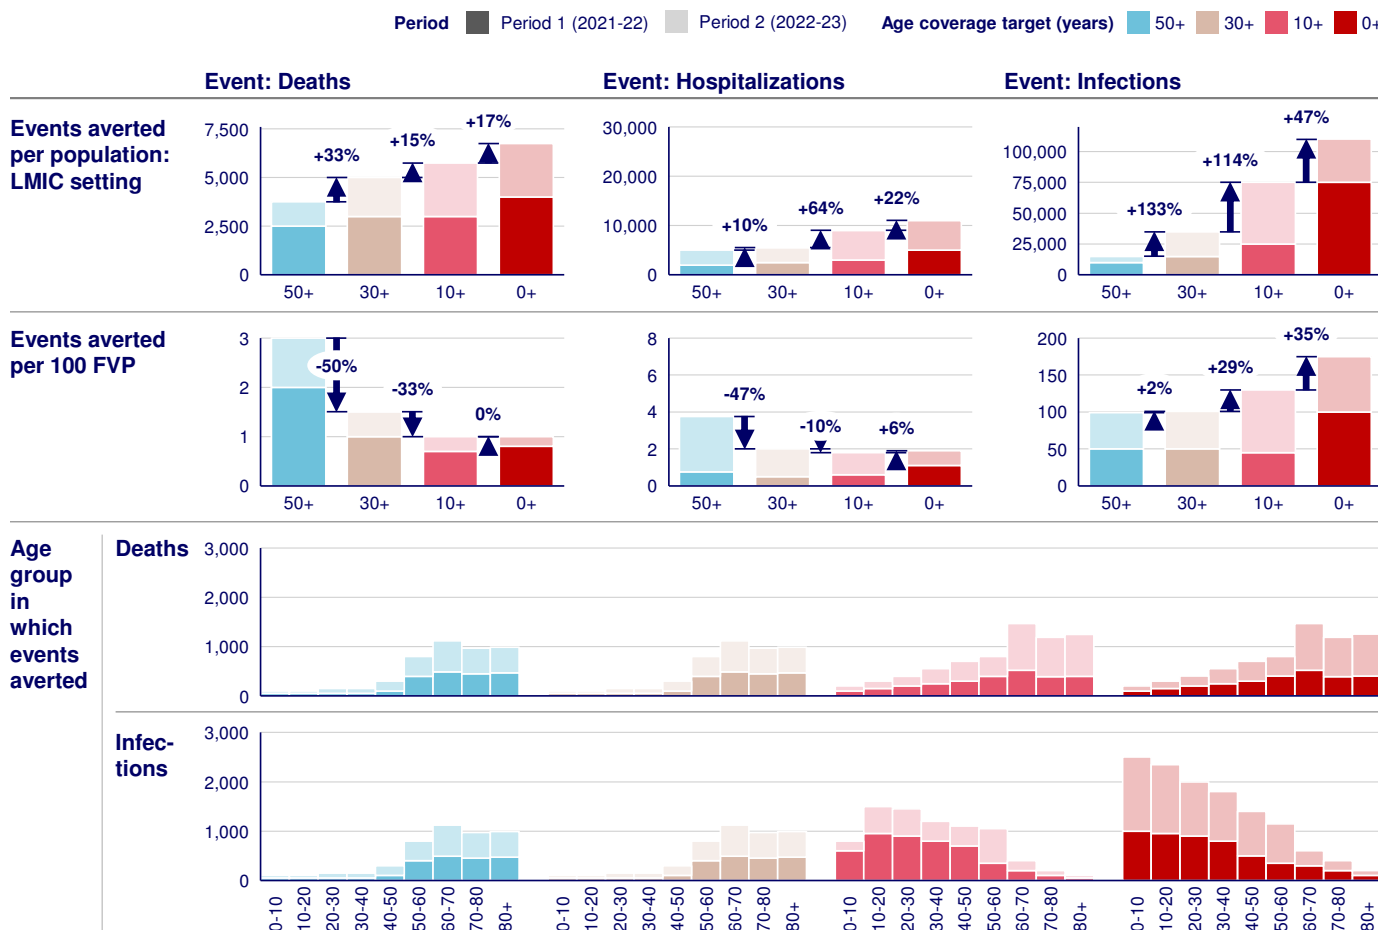 Period Period 1 (2021-22) Period 2 (2022-23) Age coverage target (years) 50+ 30+ 10+ 0+
Event: Deaths Event: Hospitalizations Event: Infections
Events averted
per population:
LMIC setting
7,500
5,000
2,500
0
+33%
+15%
+17%
50+ 30+ 10+ 0+
30,000
20,000
10,000
0
+10%
+64%
+22%
50+ 30+ 10+ 0+
100,000
75,000
50,000
25,000
0
+133%
+114%
+47%
50+ 30+ 10+ 0+
Events averted
per 100 FVP
3
2
1
0
-50%
-33%
0%
50+ 30+ 10+ 0+
8
6
4
2
0
-47%
-10%
+6%
50+ 30+ 10+ 0+
200
150
100
50
0
+2%
+29%
+35%
50+ 30+ 10+ 0+
Age
group
in
which
events
averted
Deaths
3,000
2,000
1,000
0
Infec-
tions
3,000
2,000
1,000
0
0-10 10-20 20-30 30-40 40-50 50-60 60-70 70-80 80+
0-10 10-20 20-30 30-40 40-50 50-60 60-70 70-80 80+
0-10 10-20 20-30 30-40 40-50 50-60 60-70 70-80 80+
0-10 10-20 20-30 30-40 40-50 50-60 60-70 70-80 80+